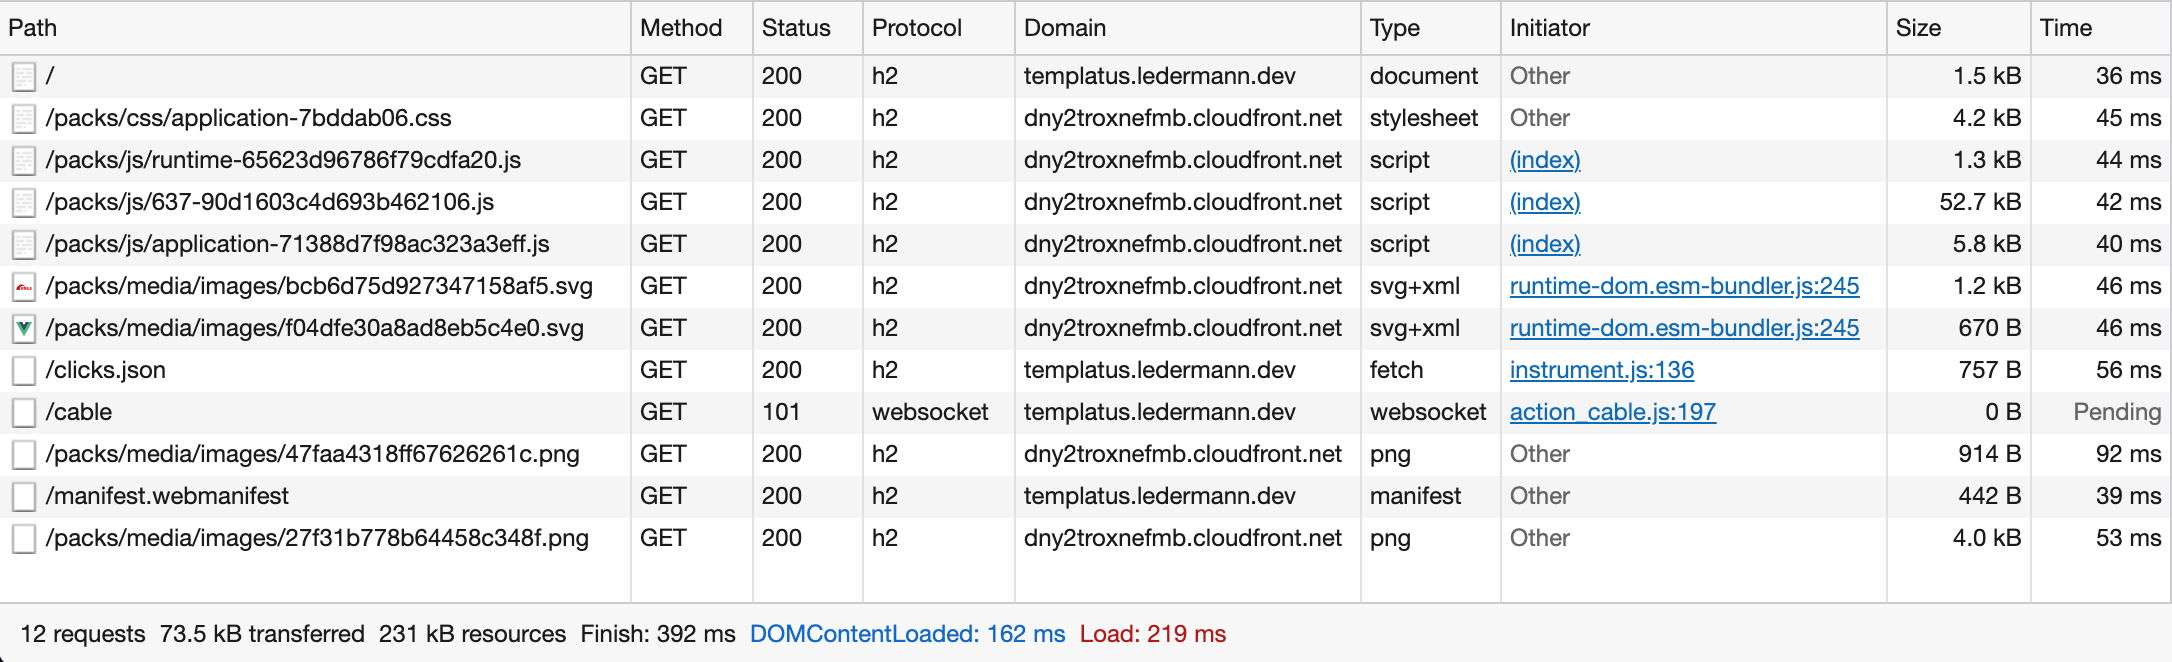 Path Method Status Protocol Domain Type Initiator Size Time
/ GET 200 h2 templatus.ledermann.dev document Other 1.5 kB 36 ms
/packs/css/application-7bddab06.css GET 200 h2 dny2troxnefmb.cloudfront.net stylesheet Other 4.2 kB 45 ms
/packs/js/runtime-65623d96786f79cdfa20.js GET 200 h2 dny2troxnefmb.cloudfront.net script (index) 1.3 kB 44 ms
/packs/js/637-90d1603c4d693b462106.js GET 200 h2 dny2troxnefmb.cloudfront.net script (index) 52.7 kB 42 ms
/packs/js/application-71388d7f98ac323a3eff.js GET 200 h2 dny2troxnefmb.cloudfront.net script (index) 5.8 kB 40 ms
/packs/media/images/bcb6d75d927347158af5.svg GET 200 h2 dny2troxnefmb.cloudfront.net svg+xml runtime-dom.esm-bundler.js:245 1.2 kB 46 ms
/packs/media/images/f04dfe30a8ad8eb5c4e0.svg GET 200 h2 dny2troxnefmb.cloudfront.net svg+xml runtime-dom.esm-bundler.js:245 670 B 46 ms
/clicks.json GET 200 h2 templatus.ledermann.dev fetch instrument.js:136 757 B 56 ms
/cable GET 101 websocket templatus.ledermann.dev websocket action_cable.js:197 0 B Pending
/packs/media/images/47faa4318ff67626261c.png GET 200 h2 dny2troxnefmb.cloudfront.net png Other 914 B 92 ms
/manifest.webmanifest GET 200 h2 templatus.ledermann.dev manifest Other 442 B 39 ms
/packs/media/images/27f31b778b64458c348f.png GET 200 h2 dny2troxnefmb.cloudfront.net png Other 4.0 kB 53 ms
12 requests 73.5 kB transferred 231 kB resources Finish: 392 ms DOMContentLoaded: 162 ms Load: 219 ms